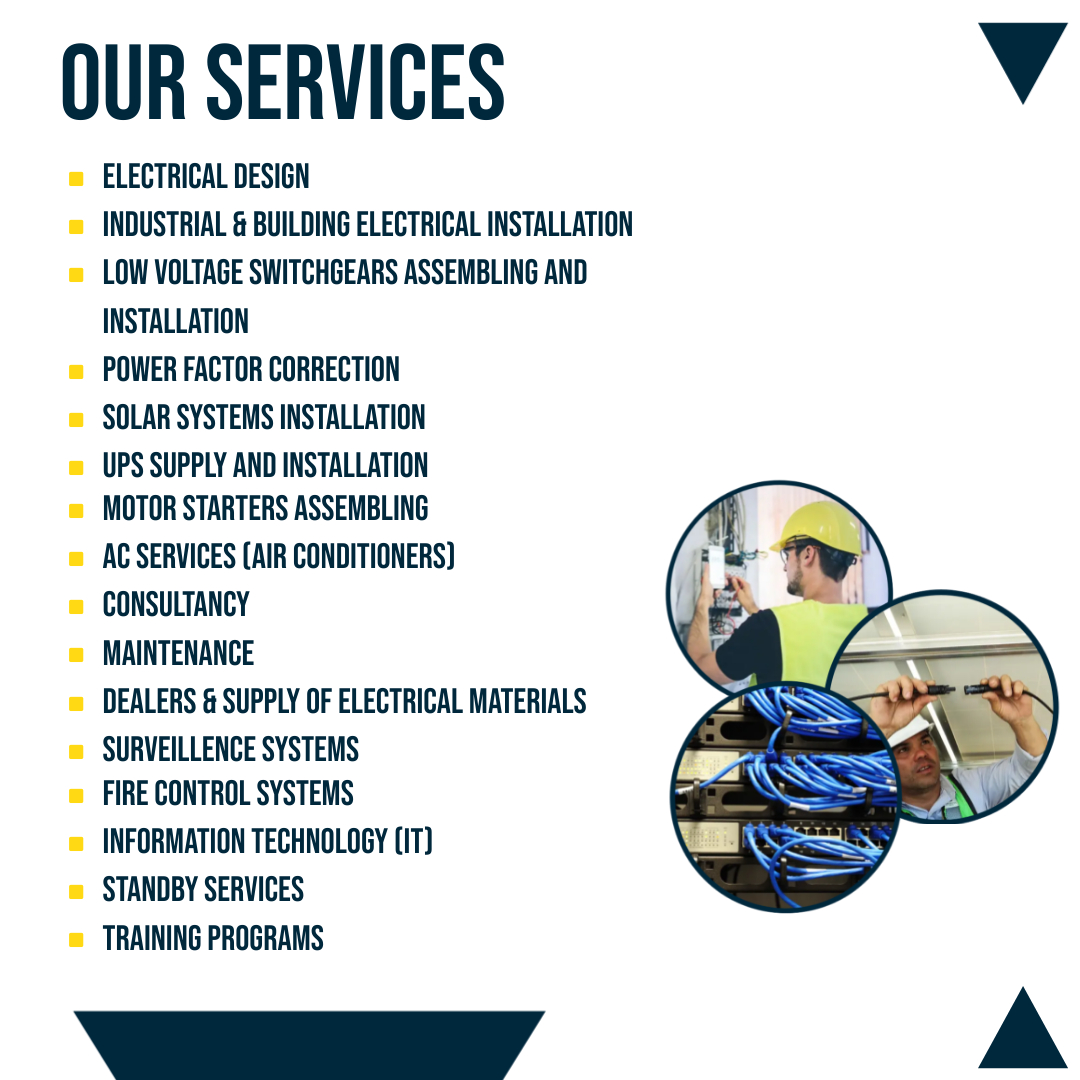 OUR SERVICES
ELECTRICAL DESIGN
INDUSTRIAL & BUILDING ELECTRICAL INSTALLATION
LOW VOLTAGE SWITCHGEARS ASSEMBLING AND
INSTALLATION
POWER FACTOR CORRECTION
SOLAR SYSTEMS INSTALLATION
UPS SUPPLY AND INSTALLATION
MOTOR STARTERS ASSEMBLING
AC SERVICES (AIR CONDITIONERS)
CONSULTANCY
MAINTENANCE
DEALERS & SUPPLY OF ELECTRICAL MATERIALS
SURVEILLENCE SYSTEMS
FIRE CONTROL SYSTEMS
INFORMATION TECHNOLOGY (IT)
STANDBY SERVICES
TRAINING PROGRAMS